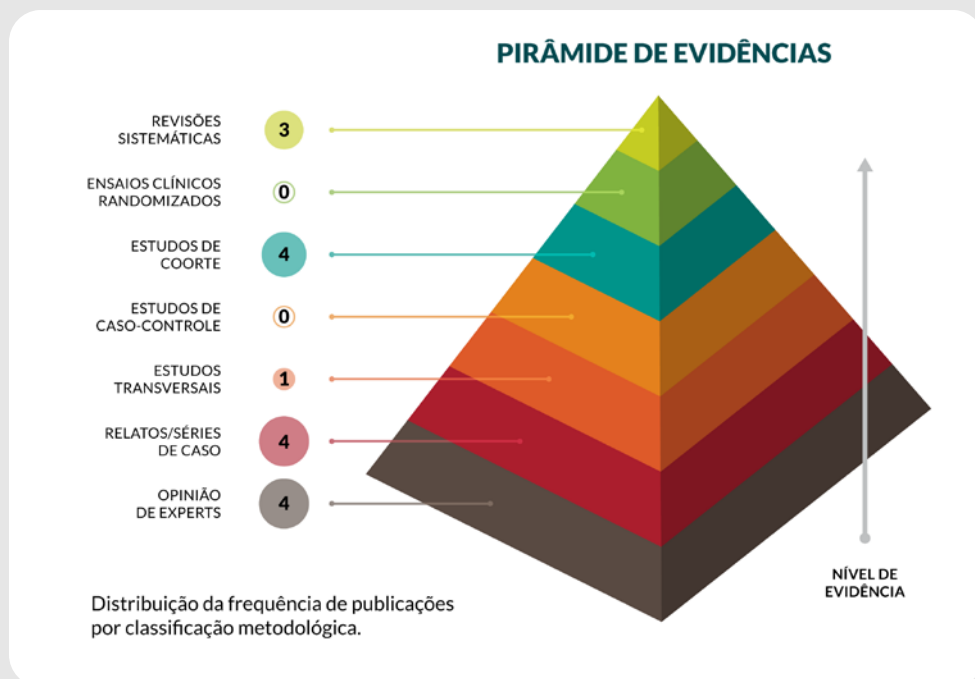 PIRÂMIDE DE EVIDÊNCIAS
REVISÕES
SISTEMÁTICAS
3
ENSAIOS CLÍNICOS
RANDOMIZADOS
0
ESTUDOS DE
COORTE
4
ESTUDOS DE
CASO-CONTROLE
0
ESTUDOS
TRANSVERSAIS
1
RELATOS/SÉRIES
DE CASO
4
OPINIÃO
DE EXPERTS
4
NÍVEL DE
EVIDÊNCIA
Distribuição da frequência de publicações
por classificação metodológica.